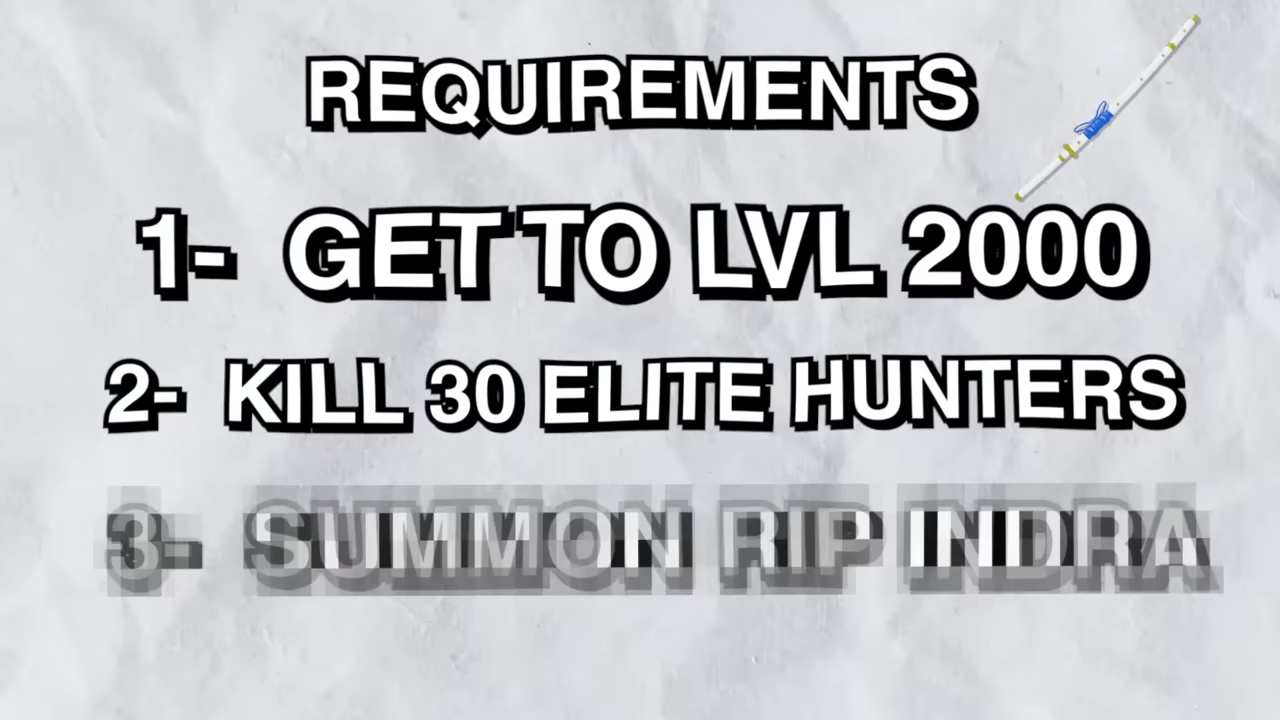 REQUIREMENTS
1- GET TO LVL 2000
2- KILL 30 ELITE HUNTERS
3- SUMMON RIP INDRA